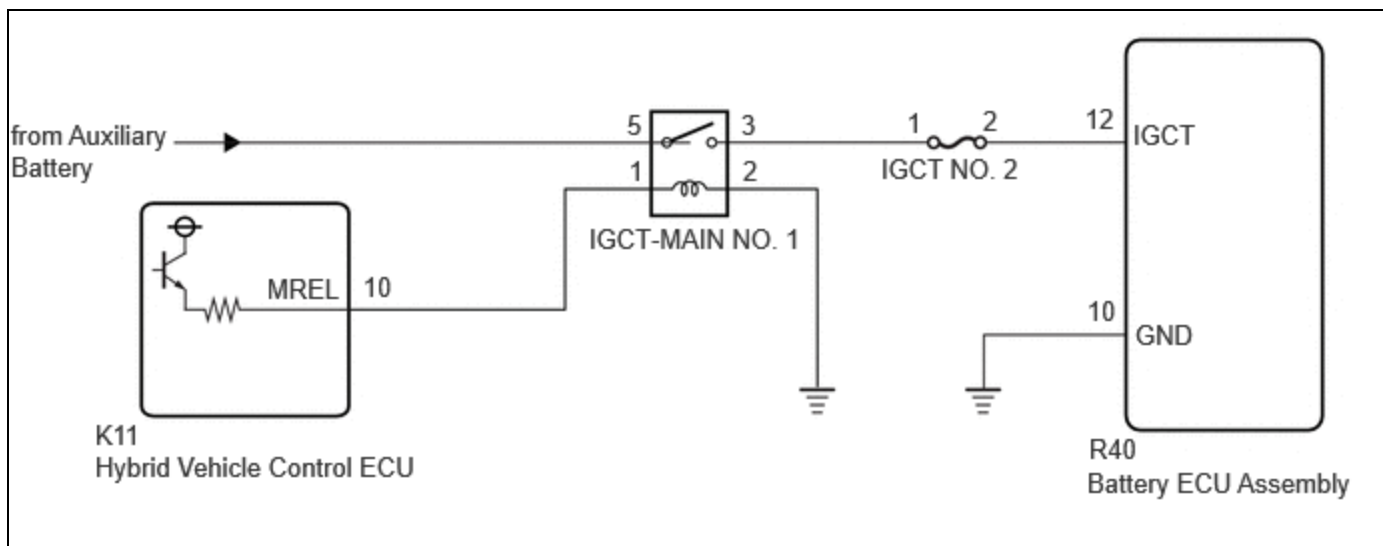 from Auxiliary
Battery
5
3
1
2
IGCT-MAIN NO. 1
1
2
IGCT NO. 2
12
IGCT
10
GND
MREL
10
K11
Hybrid Vehicle Control ECU
R40
Battery ECU Assembly